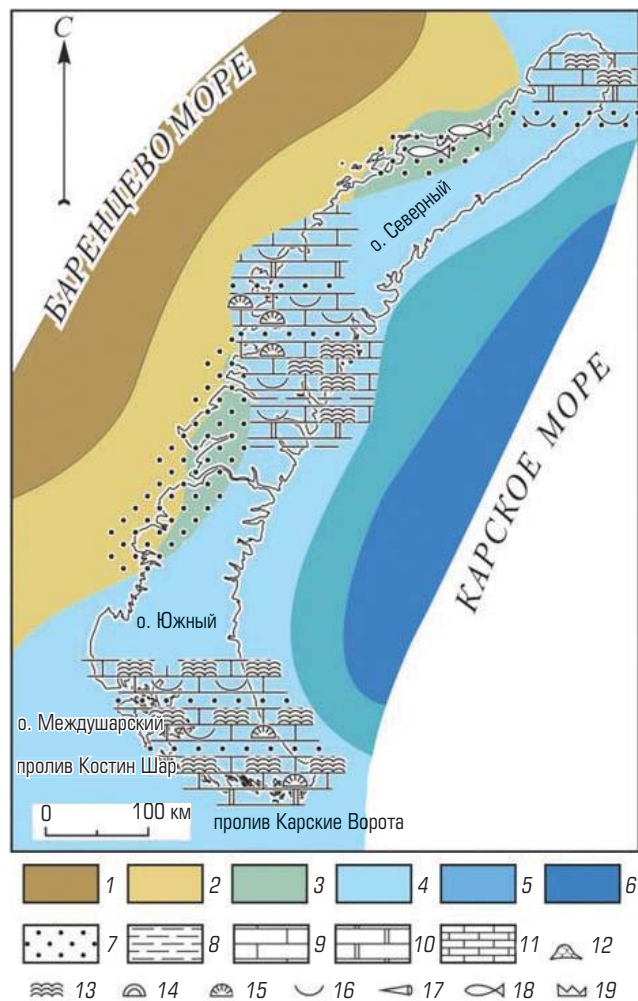 С
БАРЕНЦЕВО МОРЕ
о. Северный
КАРСКОЕ МОРЕ
о. Южный
о. Междушарский
пролив Костин Шар
0 100 км
пролив Карские Ворота
1 2 3 4 5 6
7 8 9 10 11 12
13 14 15 16 17 18 19